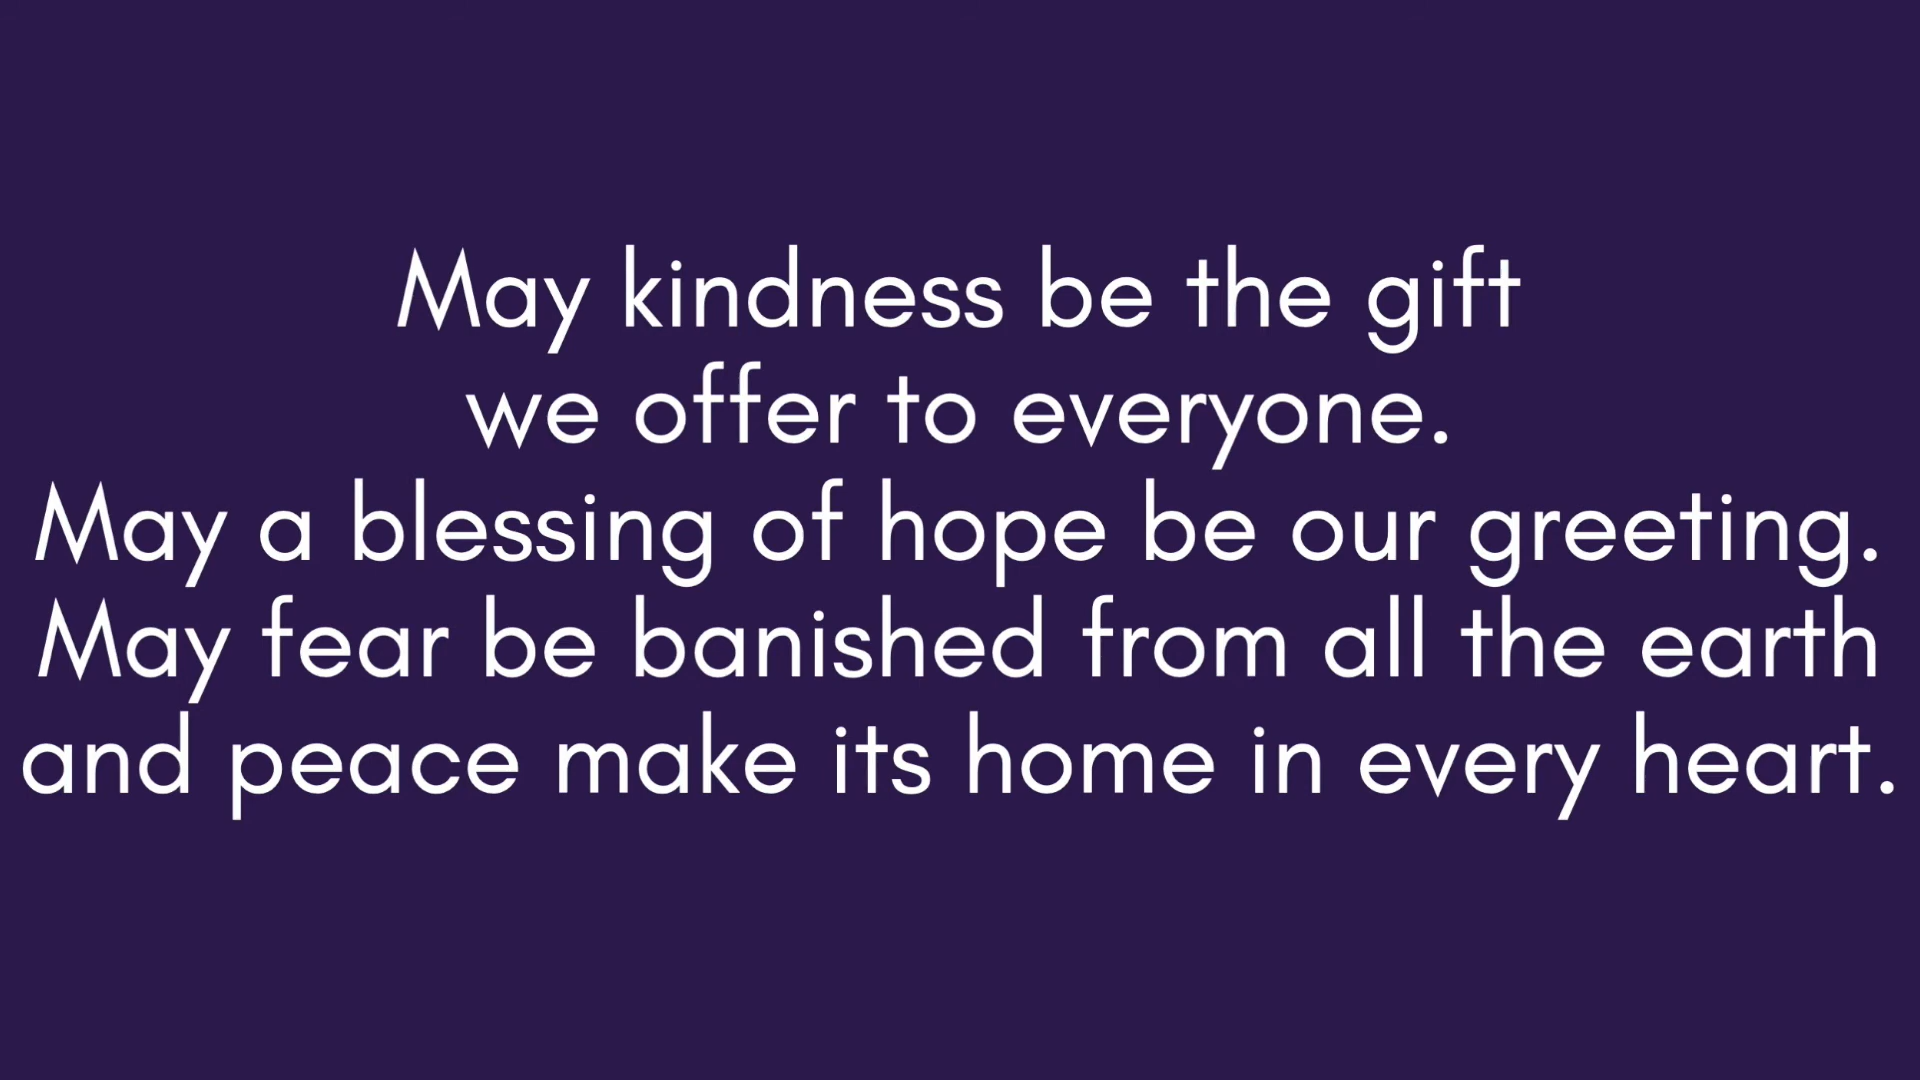 May kindness be the gift
we offer to everyone.
May a blessing of hope be our greeting.
May fear be banished from all the earth
and peace make its home in every heart.